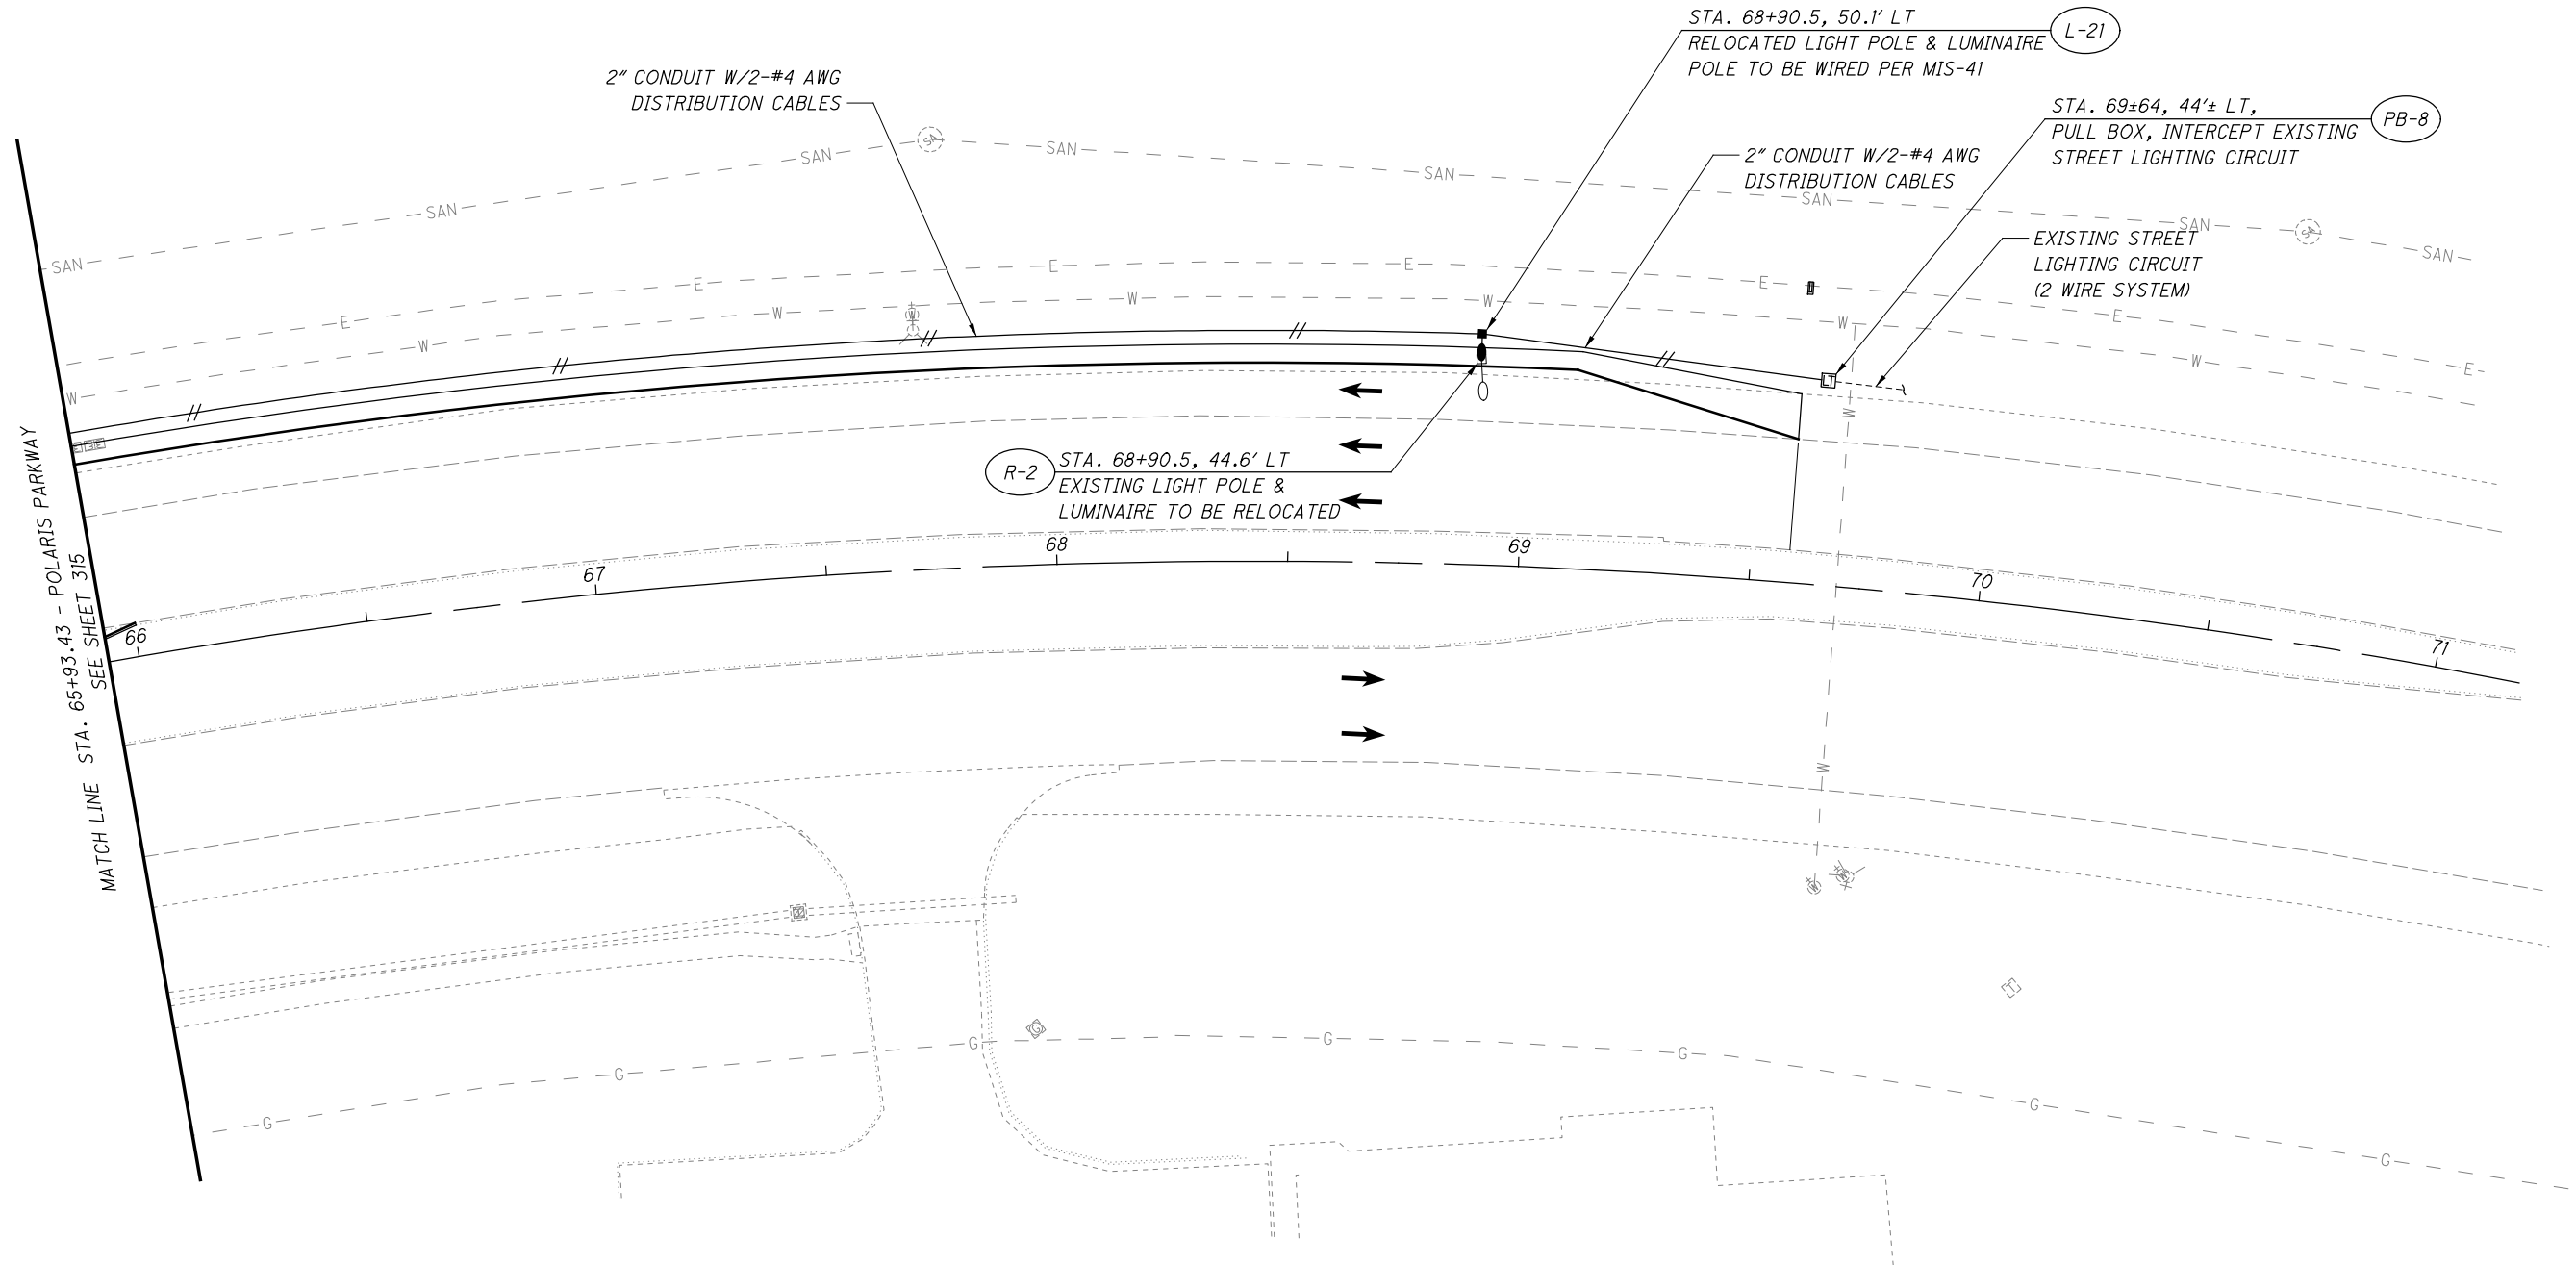 STA. 68+90.5, 50.1' LT
L-21
RELOCATED LIGHT POLE & LUMINAIRE
POLE TO BE WIRED PER MIS-41
2" CONDUIT W/2-#4 AWG
DISTRIBUTION CABLES
STA. 69±64, 44'± LT,
PB-8
PULL BOX, INTERCEPT EXISTING
STREET LIGHTING CIRCUIT
2" CONDUIT W/2-#4 AWG
DISTRIBUTION CABLES
EXISTING STREET
LIGHTING CIRCUIT
(2 WIRE SYSTEM)
SAN
SAN
SAN
SA
SAN
SAN
SAN
SAN
SA
SAN
E
E
E
E
E
E
E
W
W
W
W
W
W
W
W
W
LT
W
W
R-2
STA. 68+90.5, 44.6' LT
EXISTING LIGHT POLE &
LUMINAIRE TO BE RELOCATED
MATCH LINE STA. 65+93.43 - POLARIS PARKWAY
SEE SHEET 315
66
67
68
69
70
71
W
T
G
G
G
G
G
G
G
G